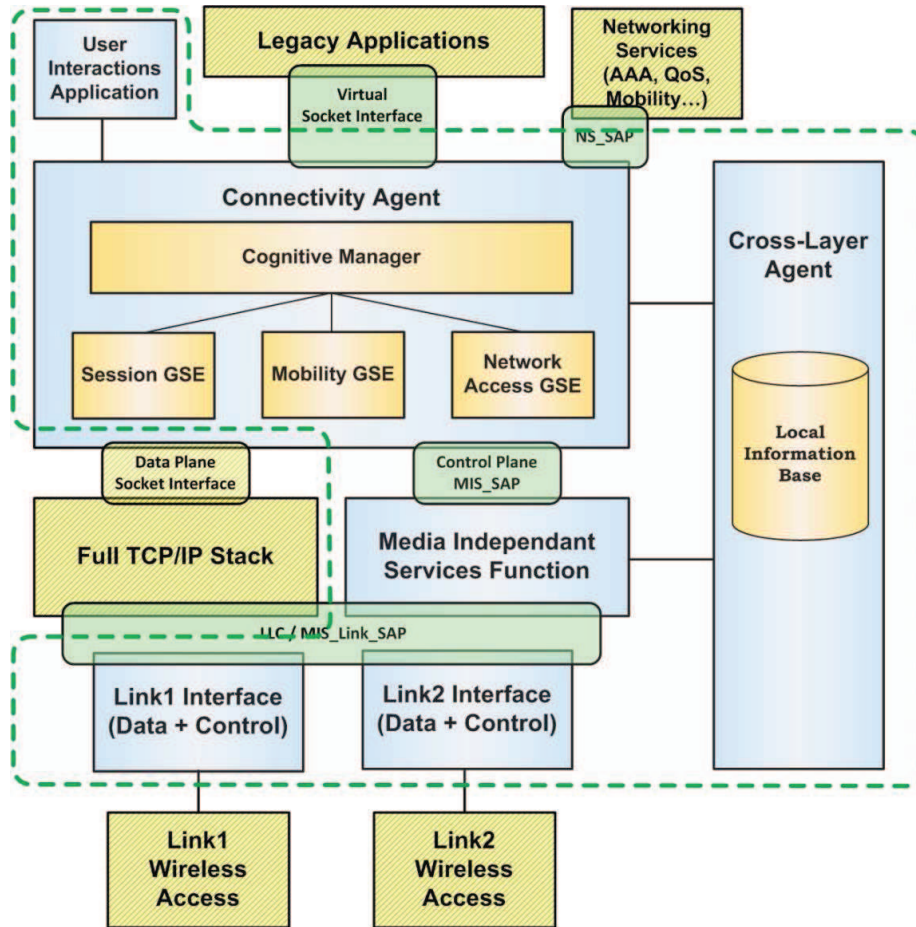 User
Interactions
Application
Legacy Applications
Networking
Services
(AAA, QoS,
Mobility…)
Virtual
Socket Interface
NS_SAP
Connectivity Agent
Cognitive Manager
Session GSE
Mobility GSE
Network
Access GSE
Cross-Layer
Agent
Local
Information
Base
Data Plane
Socket Interface
Control Plane
MIS_SAP
Full TCP/IP Stack
Media Independant
Services Function
LLC / MIS_Link_SAP
Link1 Interface
(Data + Control)
Link2 Interface
(Data + Control)
Link1
Wireless
Access
Link2
Wireless
Access